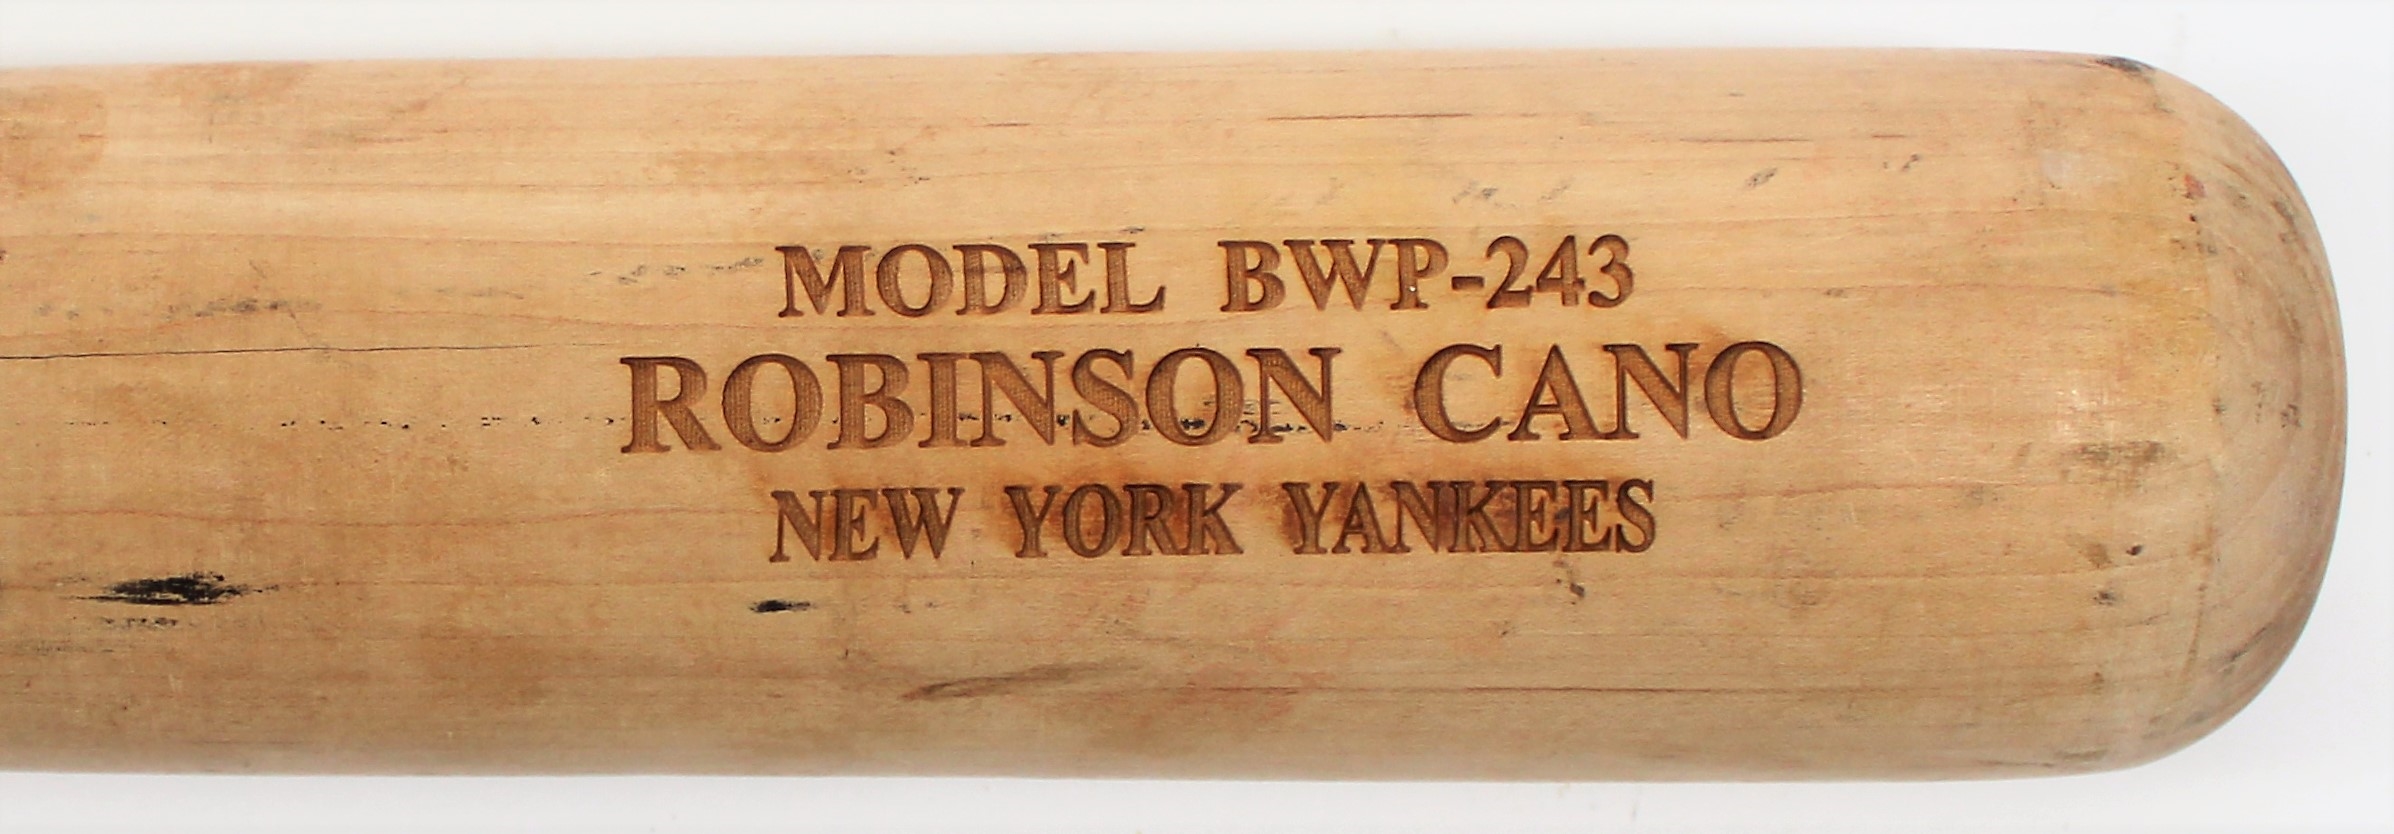 MODEL BWP-243
ROBINSON CANO
NEW YORK YANKEES